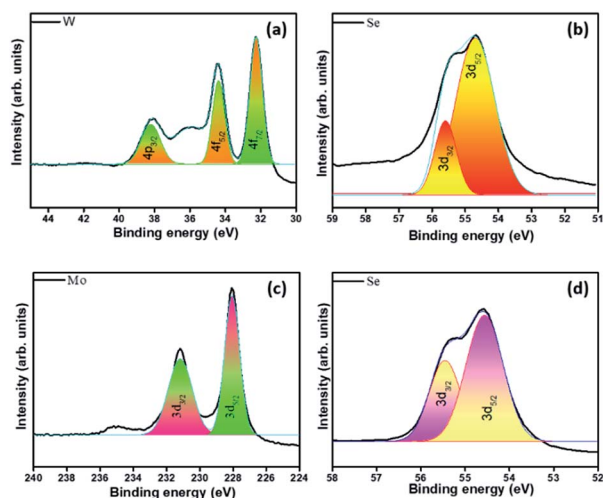 W
(a)
Intensity (arb. units)
4p3/2
4f5/2
4f7/2
44 42 40 38 36 34 32 30
Binding energy (eV)
Se
(b)
Intensity (arb. units)
3d3/2
3d5/2
59 58 57 56 55 54 53 52 51
Binding energy (eV)
Mo
(c)
Intensity (arb. units)
3d3/2
3d5/2
240 238 236 234 232 230 228 226 224
Binding energy (eV)
Se
(d)
Intensity (arb. units)
3d3/2
3d5/2
58 57 56 55 54 53 52
Binding energy (eV)